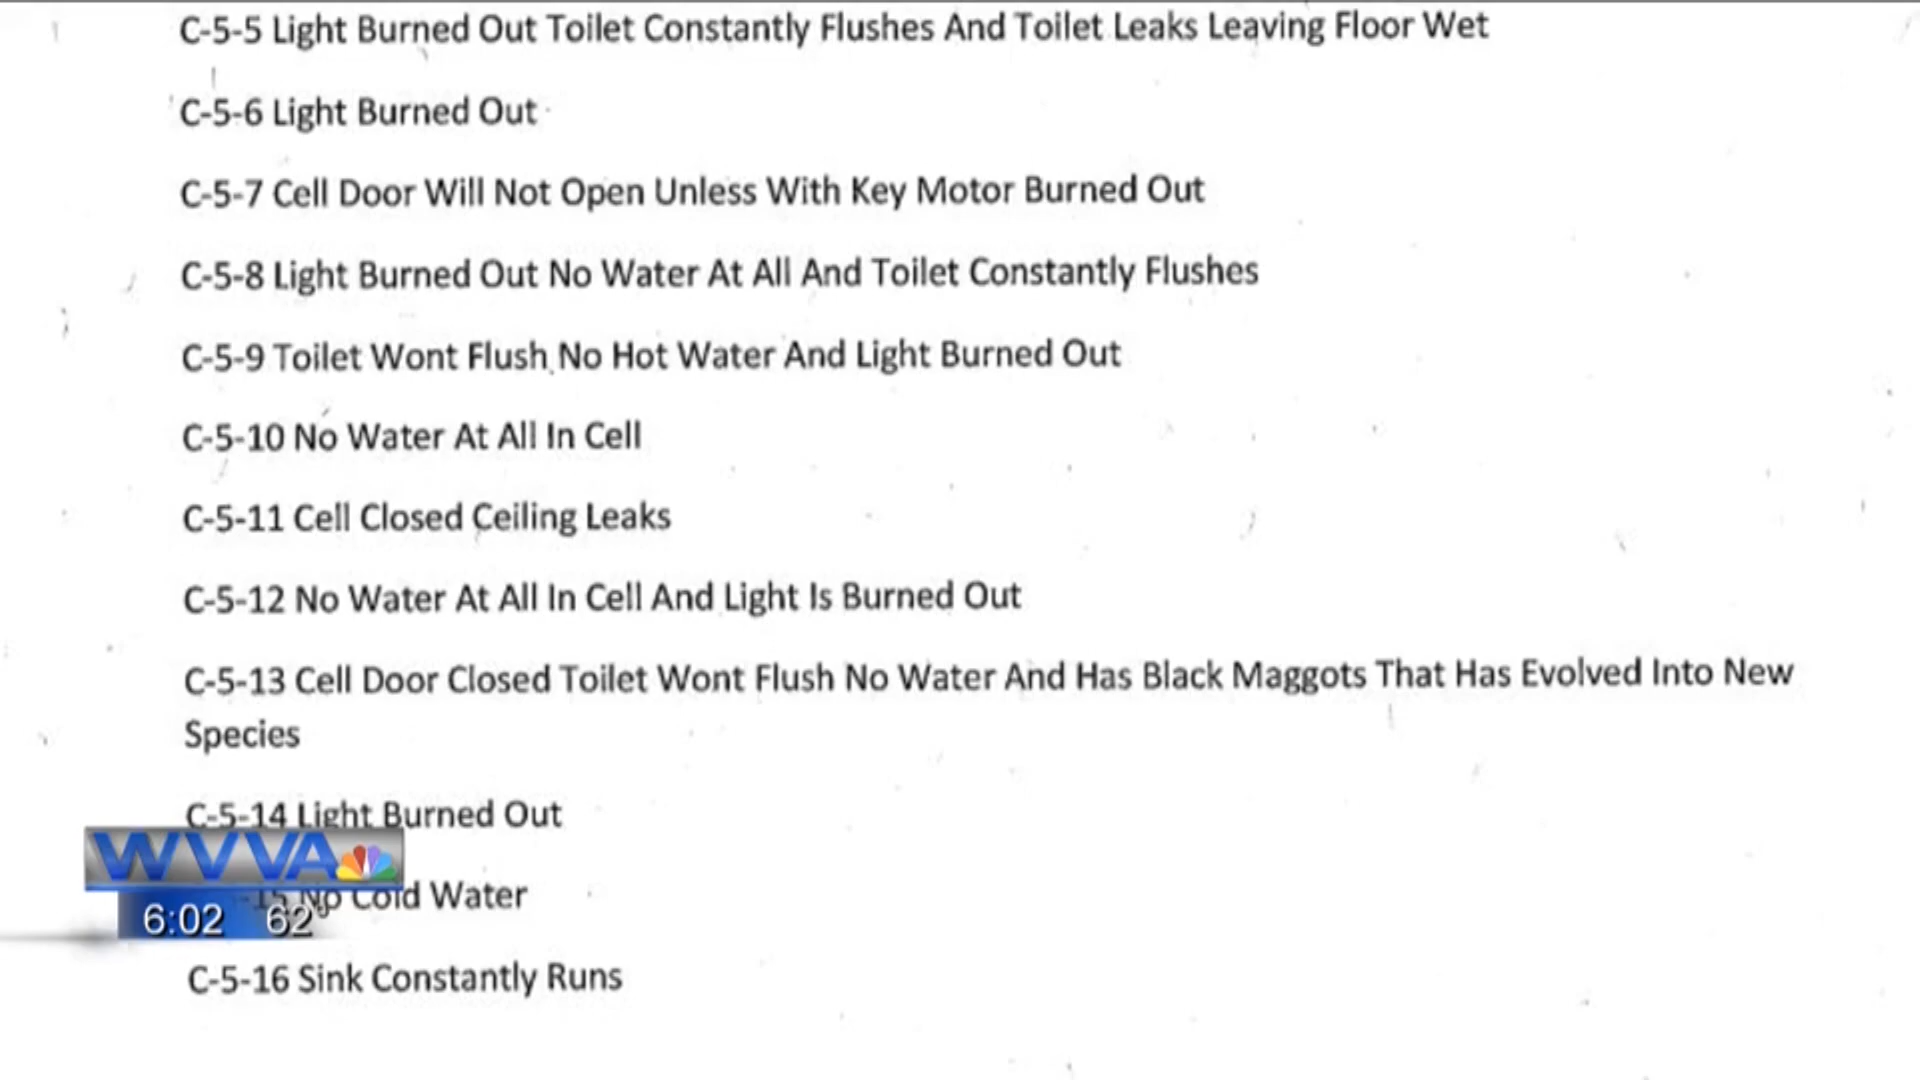 C-5-5 Light Burned Out Toilet Constantly Flushes And Toilet Leaks Leaving Floor Wet
C-5-6 Light Burned Out
C-5-7 Cell Door Will Not Open Unless With Key Motor Burned Out
C-5-8 Light Burned Out No Water At All And Toilet Constantly Flushes
C-5-9 Toilet Wont Flush No Hot Water And Light Burned Out
C-5-10 No Water At All In Cell
C-5-11 Cell Closed Ceiling Leaks
C-5-12 No Water At All In Cell And Light Is Burned Out
C-5-13 Cell Door Closed Toilet Wont Flush No Water And Has Black Maggots That Has Evolved Into New
Species
C-5-14 Light Burned Out
WVVA
-15 No Cold Water
6:02 62°
C-5-16 Sink Constantly Runs